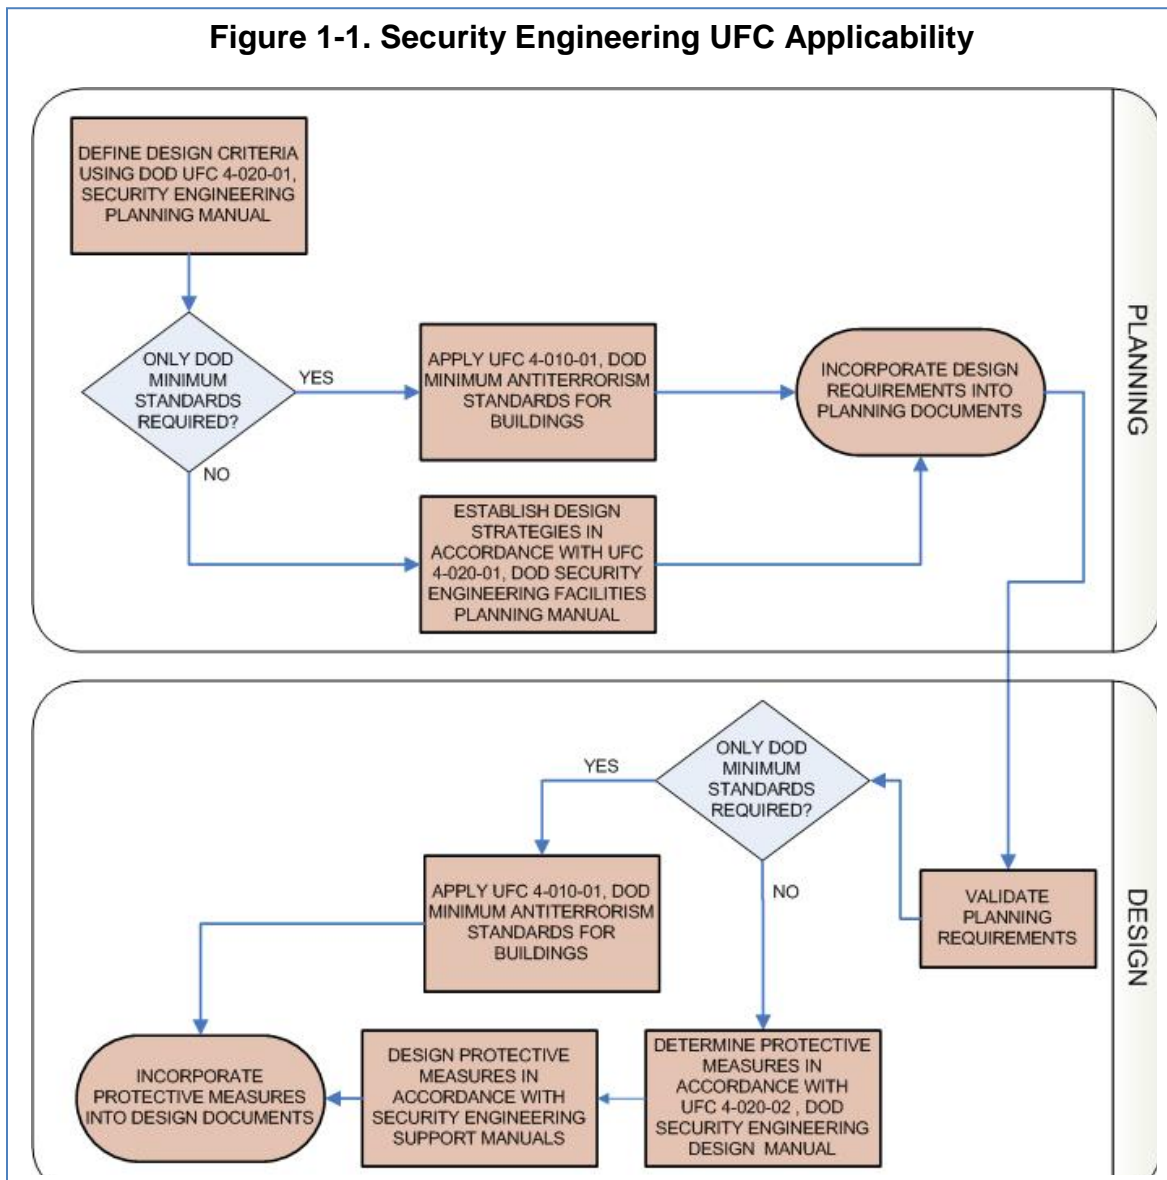 Figure 1-1. Security Engineering UFC Applicability
DEFINE DESIGN CRITERIA
USING DOD UFC 4-020-01,
SECURITY ENGINEERING
PLANNING MANUAL
ONLY DOD
MINIMUM
STANDARDS
REQUIRED?
YES
NO
APPLY UFC 4-010-01, DOD
MINIMUM ANTITERRORISM
STANDARDS FOR
BUILDINGS
INCORPORATE DESIGN
REQUIREMENTS INTO
PLANNING DOCUMENTS
ESTABLISH DESIGN
STRATEGIES IN
ACCORDANCE WITH UFC
4-020-01, DOD SECURITY
ENGINEERING FACILITIES
PLANNING MANUAL
PLANNING
ONLY DOD
MINIMUM
STANDARDS
REQUIRED?
YES
NO
APPLY UFC 4-010-01, DOD
MINIMUM ANTITERRORISM
STANDARDS FOR
BUILDINGS
VALIDATE
PLANNING
REQUIREMENTS
DESIGN
INCORPORATE
PROTECTIVE MEASURES
INTO DESIGN DOCUMENTS
DESIGN PROTECTIVE
MEASURES IN
ACCORDANCE WITH
SECURITY ENGINEERING
SUPPORT MANUALS
DETERMINE PROTECTIVE
MEASURES IN
ACCORDANCE WITH
UFC 4-020-02 , DOD
SECURITY ENGINEERING
DESIGN MANUAL